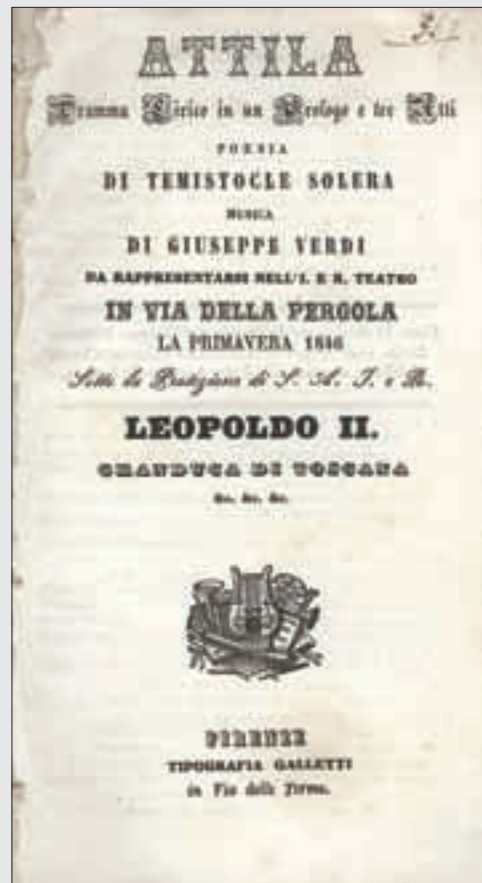 3.
ATTILA
Dramma Lirico in un Prologo e tre Atti
POESIA
DI TEMISTOCLE SOLERA
MUSICA
DI GIUSEPPE VERDI
DA RAPPRESENTARSI NELL'I. E R. TEATRO
IN VIA DELLA PERGOLA
LA PRIMAVERA 1846
Sotto la Protezione di S. A. I. e R.
LEOPOLDO II.
GRANDUCA DI TOSCANA
&c. &c. &c.
FIRENZE
TIPOGRAFIA GALLETTI
in Via delle Terme.